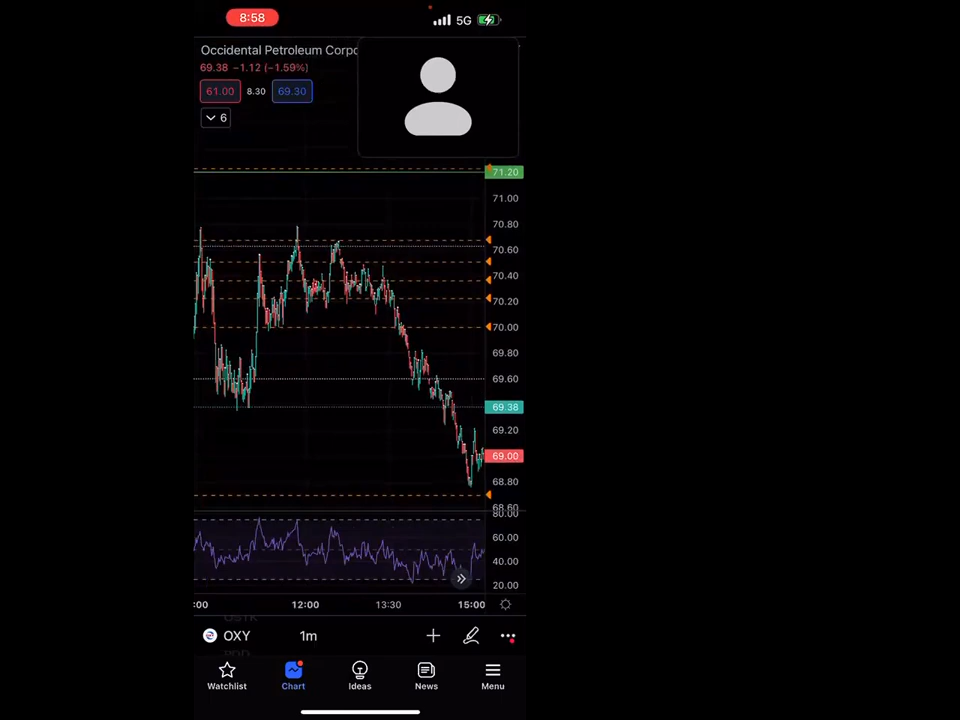 8:58
5G
Occidental Petroleum Corpo
69.38 −1.12 (−1.59%)
61.00 8.30 69.30
6
71.20
71.00
70.80
70.60
70.40
70.20
70.00
69.80
69.60
69.38
69.20
69.00
68.80
68.60
80.00
60.00
40.00
20.00
:00 12:00 13:30 15:00
OXY 1m
Watchlist Chart Ideas News Menu